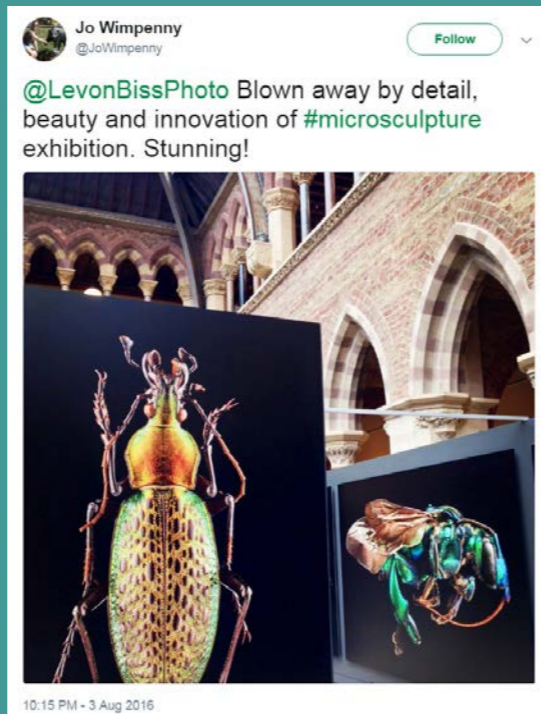 Jo Wimpenny
@JoWimpenny
Follow
@LevonBissPhoto Blown away by detail,
beauty and innovation of #microsculpture
exhibition. Stunning!
10:15 PM - 3 Aug 2016